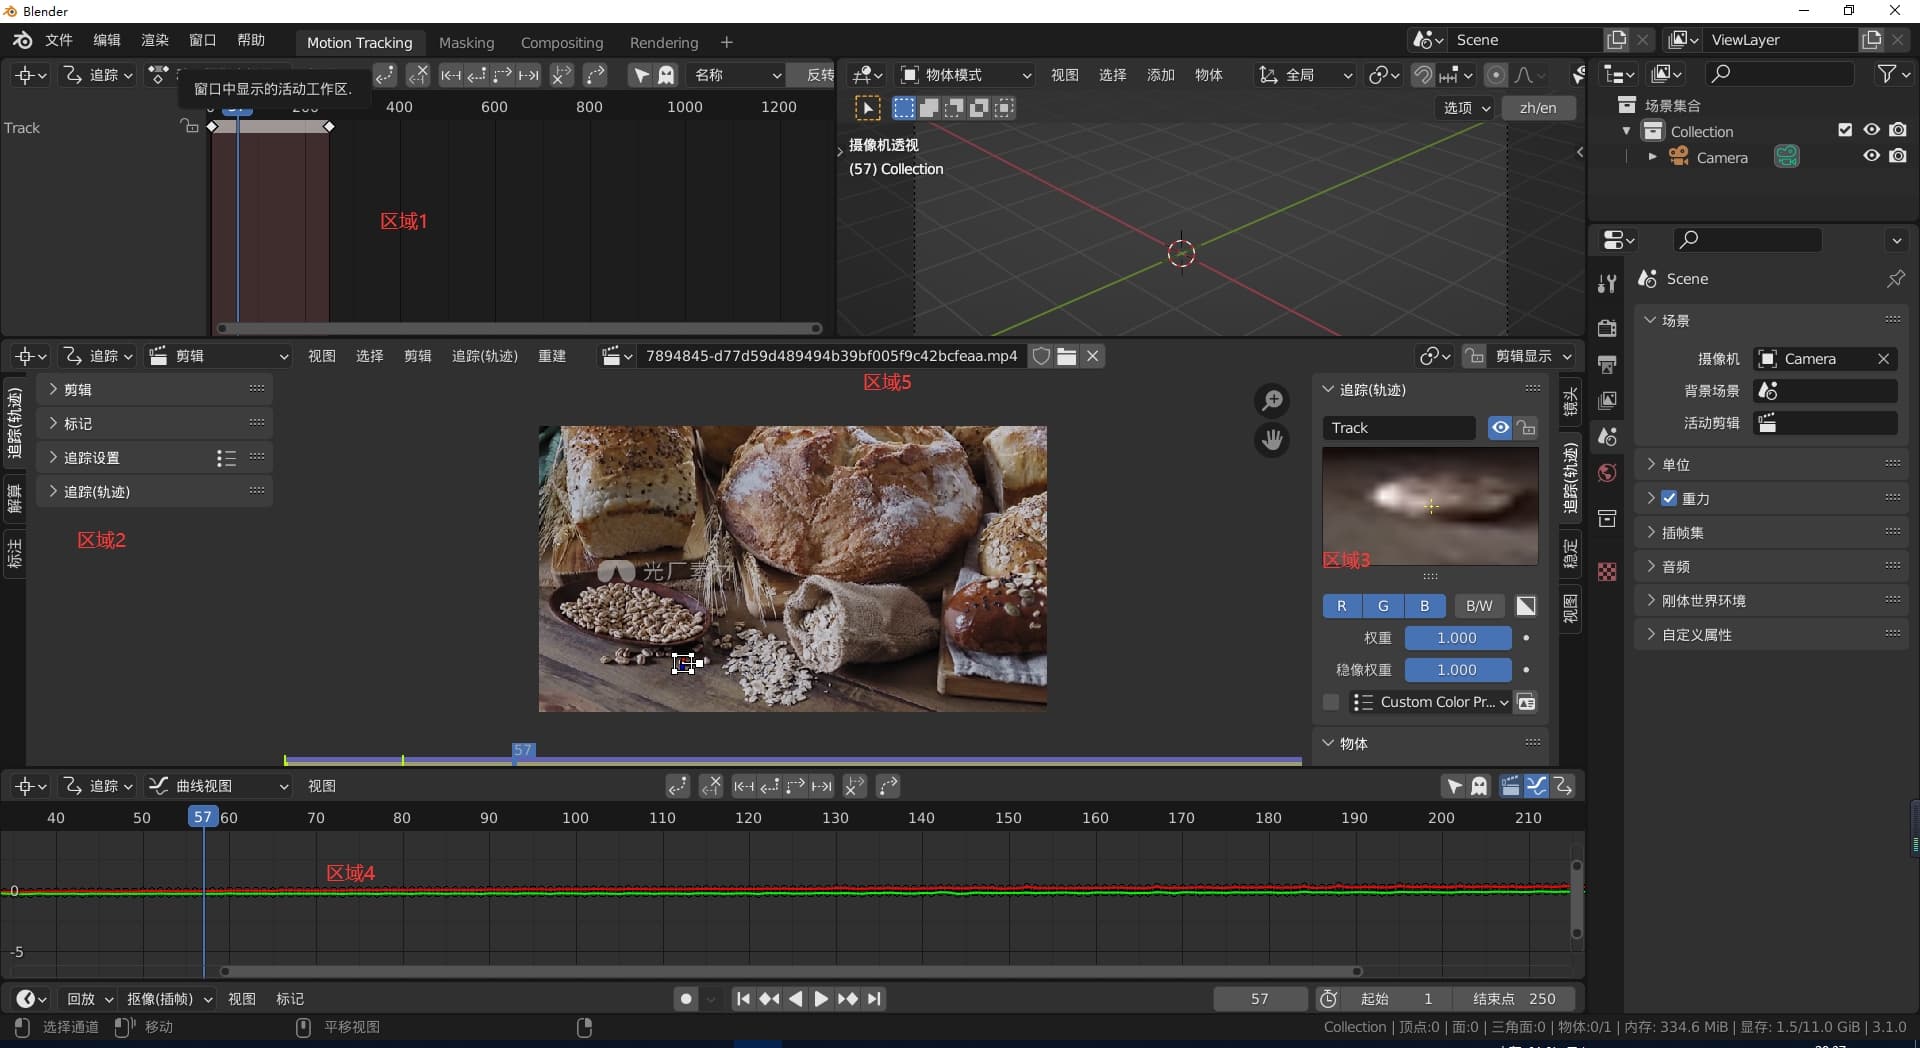 Blender
文件 编辑 渲染 窗口 帮助 Motion Tracking Masking Compositing Rendering + Scene ViewLayer
追踪 名称 反转 物体模式 视图 选择 添加 物体 全局
窗口中显示的活动工作区.
400 600 800 1000 1200 选项 zh/en
Track
摄像机透视
(57) Collection
区域1
场景集合
Collection
Camera
Scene
场景
摄像机 Camera
背景场景
活动剪辑
单位
重力
插帧集
音频
刚体世界环境
自定义属性
追踪 剪辑 视图 选择 剪辑 追踪(轨迹) 重建 7894845-d77d59d489494b39bf005f9c42bcfeaa.mp4 剪辑显示
区域5
追踪(轨迹)
解算
标注
剪辑
标记
追踪设置
追踪(轨迹)
区域2
光厂素材
57
追踪(轨迹)
Track
区域3
R G B B/W
权重 1.000
稳像权重 1.000
Custom Color Pr...
物体
镜头
追踪(轨迹)
稳定
视图
追踪 曲线视图 视图
40 50 57 60 70 80 90 100 110 120 130 140 150 160 170 180 190 200 210
区域4
0
-5
回放 抠像(插帧) 视图 标记 57 起始 1 结束点 250
选择通道 移动 平移视图 Collection | 顶点:0 | 面:0 | 三角面:0 | 物体:0/1 | 内存: 334.6 MiB | 显存: 1.5/11.0 GiB | 3.1.0